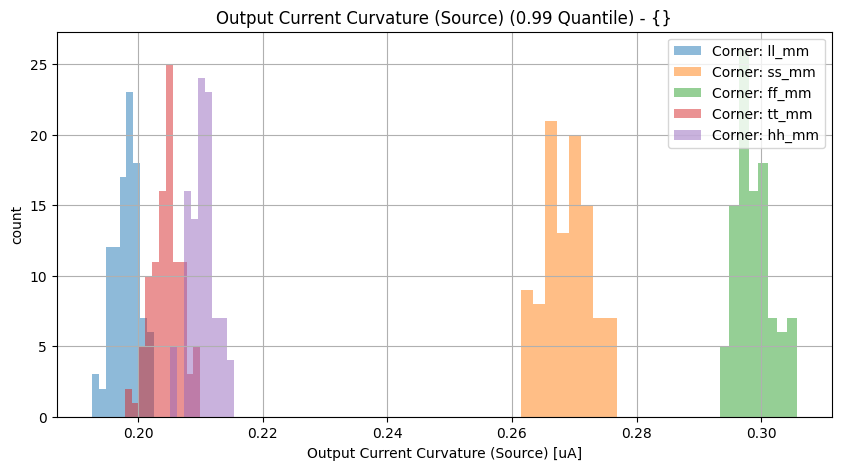 Output Current Curvature (Source) (0.99 Quantile) - {}
Corner: ll_mm
Corner: ss_mm
Corner: ff_mm
Corner: tt_mm
Corner: hh_mm
count
25
20
15
10
5
0
0.20
0.22
0.24
0.26
0.28
0.30
Output Current Curvature (Source) [uA]